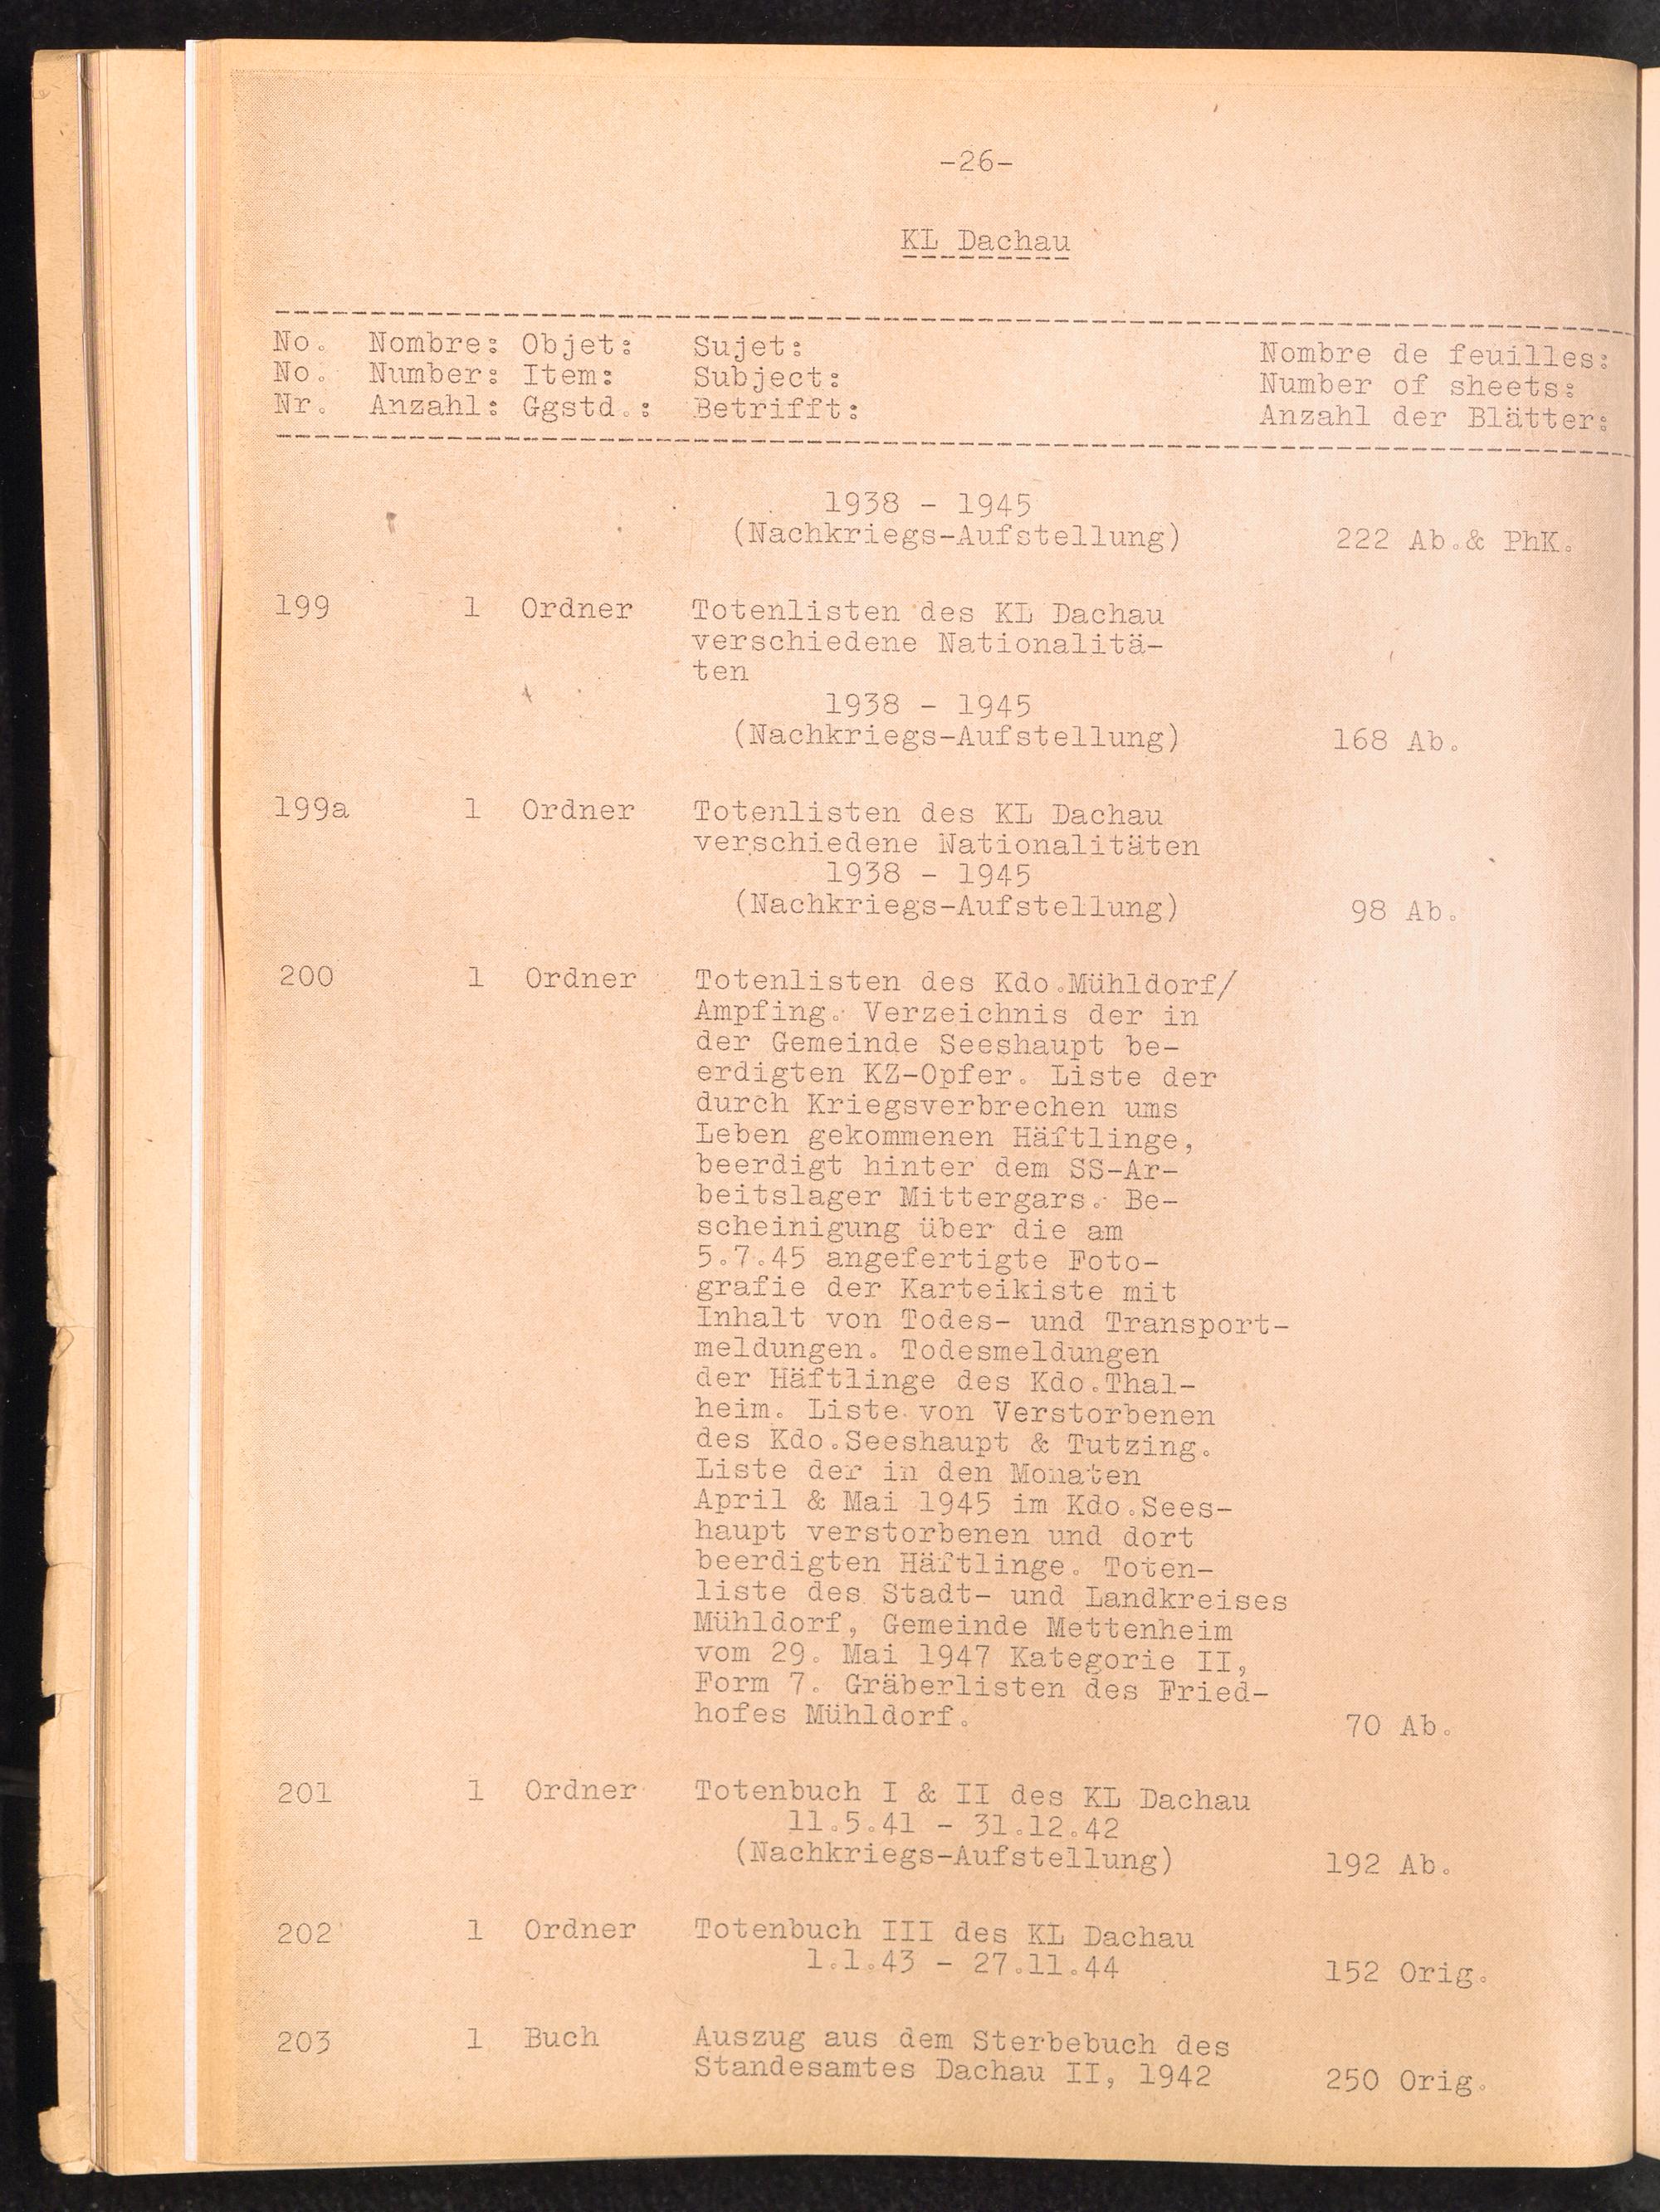 -26-
KL Dachau
No. Nombre: Objet: Sujet: Nombre de feuilles:
No. Number: Item: Subject: Number of sheets:
Nr. Anzahl: Ggstd.: Betrifft: Anzahl der Blätter:
1938 - 1945
(Nachkriegs-Aufstellung) 222 Ab.& PhK.
199 1 Ordner Totenlisten des KL Dachau
verschiedene Nationalitä-
ten
1938 - 1945
(Nachkriegs-Aufstellung) 168 Ab.
199a 1 Ordner Totenlisten des KL Dachau
verschiedene Nationalitäten
1938 - 1945
(Nachkriegs-Aufstellung) 98 Ab.
200 1 Ordner Totenlisten des Kdo.Mühldorf/
Ampfing. Verzeichnis der in
der Gemeinde Seeshaupt be-
erdigten KZ-Opfer. Liste der
durch Kriegsverbrechen ums
Leben gekommenen Häftlinge,
beerdigt hinter dem SS-Ar-
beitslager Mittergars. Be-
scheinigung über die am
5.7.45 angefertigte Foto-
grafie der Karteikiste mit
Inhalt von Todes- und Transport-
meldungen. Todesmeldungen
der Häftlinge des Kdo.Thal-
heim. Liste von Verstorbenen
des Kdo.Seeshaupt & Tutzing.
Liste der in den Monaten
April & Mai 1945 im Kdo.Sees-
haupt verstorbenen und dort
beerdigten Häftlinge. Toten-
liste des Stadt- und Landkreises
Mühldorf, Gemeinde Mettenheim
vom 29. Mai 1947 Kategorie II,
Form 7. Gräberlisten des Fried-
hofes Mühldorf. 70 Ab.
201 1 Ordner Totenbuch I & II des KL Dachau
11.5.41 - 31.12.42
(Nachkriegs-Aufstellung) 192 Ab.
202 1 Ordner Totenbuch III des KL Dachau
1.1.43 - 27.11.44 152 Orig.
203 1 Buch Auszug aus dem Sterbebuch des
Standesamtes Dachau II, 1942 250 Orig.